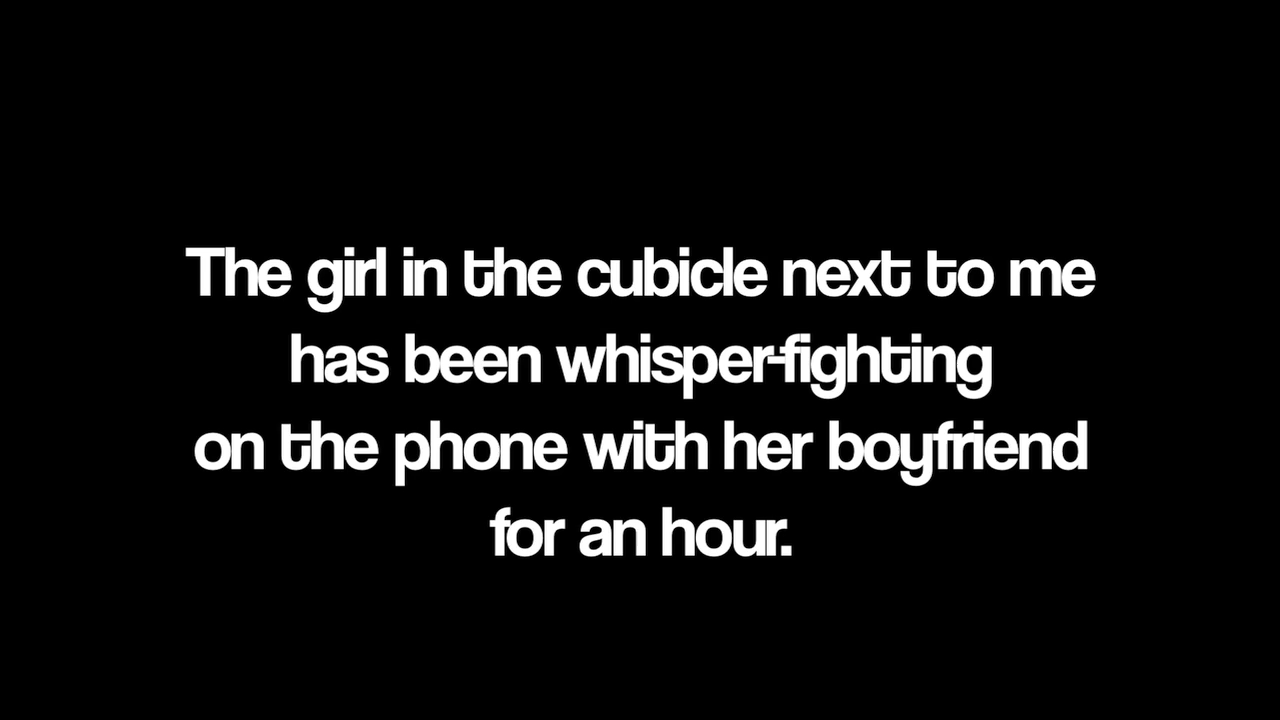 The girl in the cubicle next to me
has been whisper-fighting
on the phone with her boyfriend
for an hour.